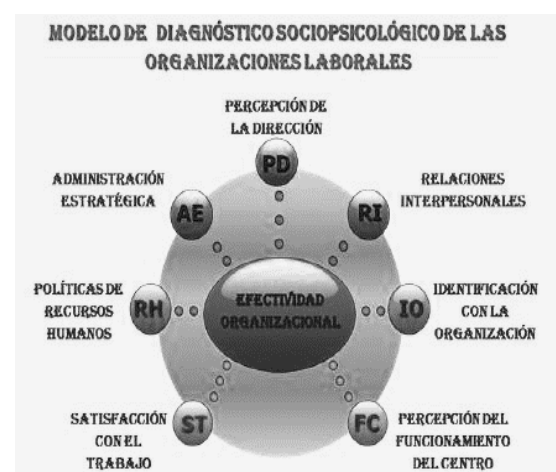 MODELO DE DIAGNÓSTICO SOCIOPSICOLÓGICO DE LAS
ORGANIZACIONES LABORALES
PERCEPCIÓN DE
LA DIRECCIÓN
PD
ADMINISTRACIÓN
ESTRATÉGICA
AE
RELACIONES
INTERPERSONALES
RI
POLÍTICAS DE
RECURSOS
HUMANOS
RH
EFECTIVIDAD
ORGANIZACIONAL
IO
IDENTIFICACIÓN
CON LA
ORGANIZACIÓN
SATISFACCIÓN
CON EL
TRABAJO
ST
FC
PERCEPCIÓN DEL
FUNCIONAMIENTO
DEL CENTRO